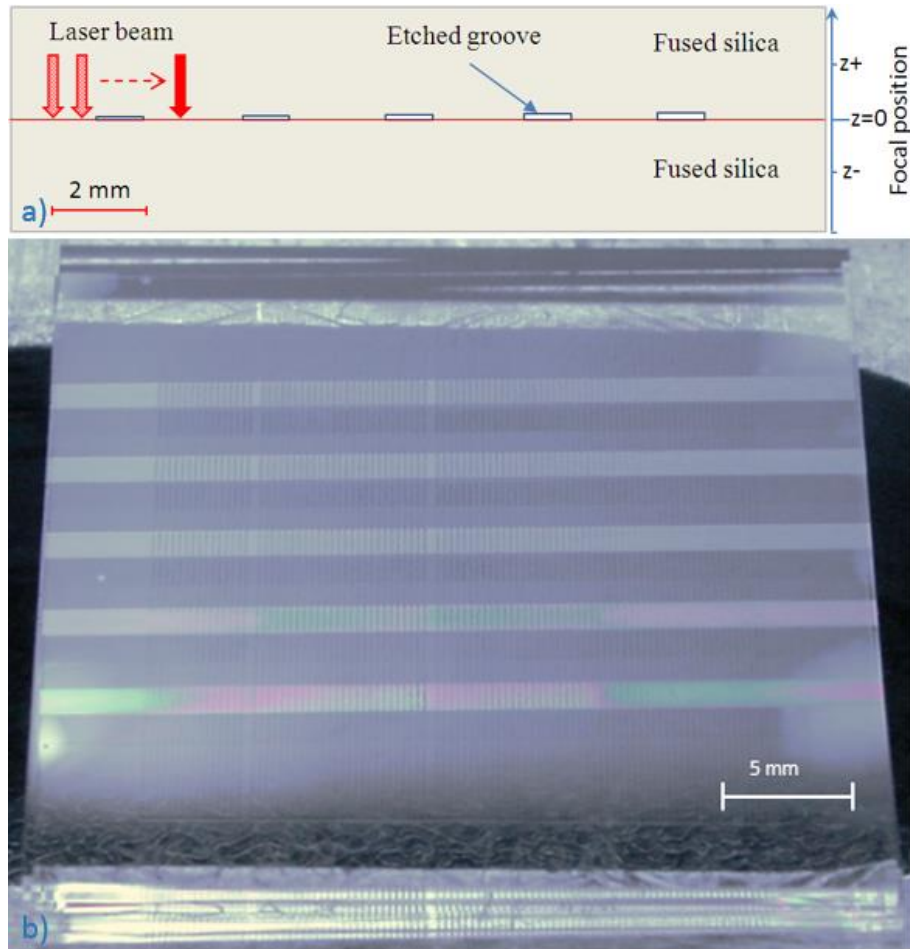 Laser beam
Etched groove
Fused silica
z+
z=0
z-
Focal position
Fused silica
2 mm
a)
5 mm
b)